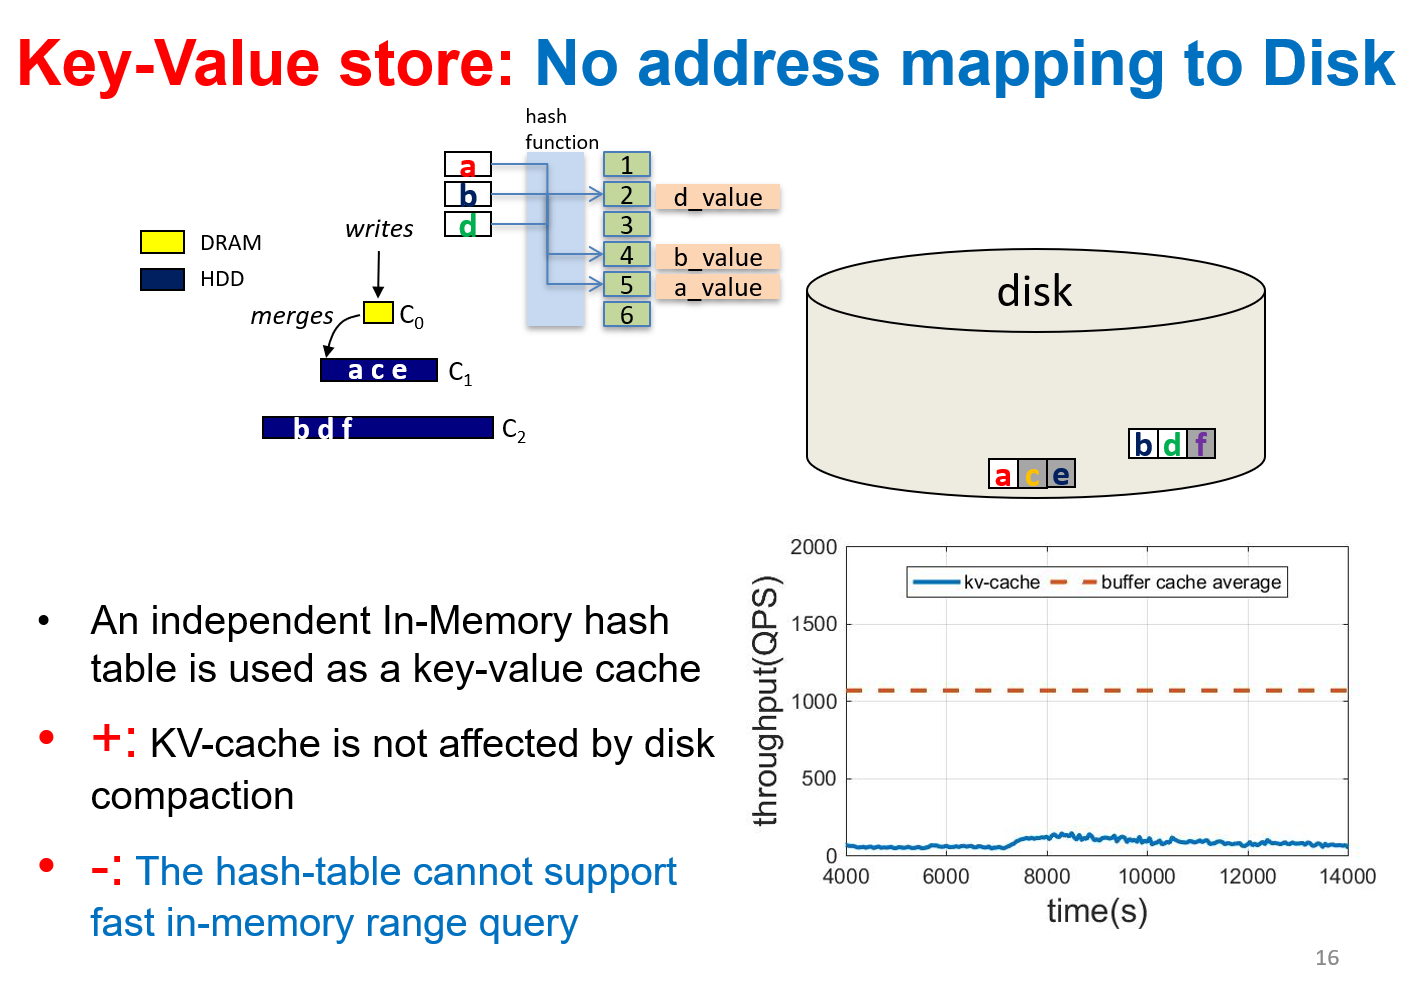 Key-Value store: No address mapping to Disk
hash
function
a
b
d
1
2
3
4
5
6
d_value
b_value
a_value
DRAM
HDD
writes
merges
C0
a c e
C1
b d f
C2
disk
b d f
a c e
• An independent In-Memory hash
table is used as a key-value cache
• +: KV-cache is not affected by disk
compaction
• -: The hash-table cannot support
fast in-memory range query
throughput(QPS)
2000
1500
1000
500
0
kv-cache
buffer cache average
4000 6000 8000 10000 12000 14000
time(s)
16